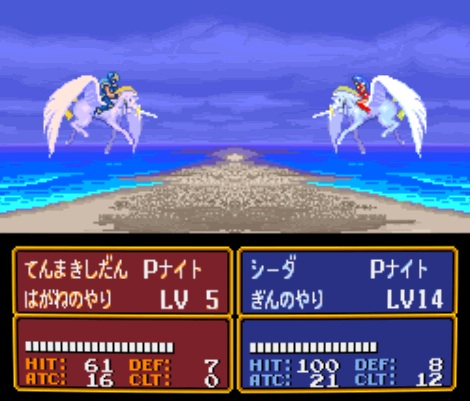 てんまきしだん Pナイト
はがねのやり LV 5
HIT: 61 DEF: 7
ATC: 16 CLT: 0
シーダ Pナイト
ぎんのやり LV14
HIT:100 DEF: 8
ATC: 21 CLT: 12